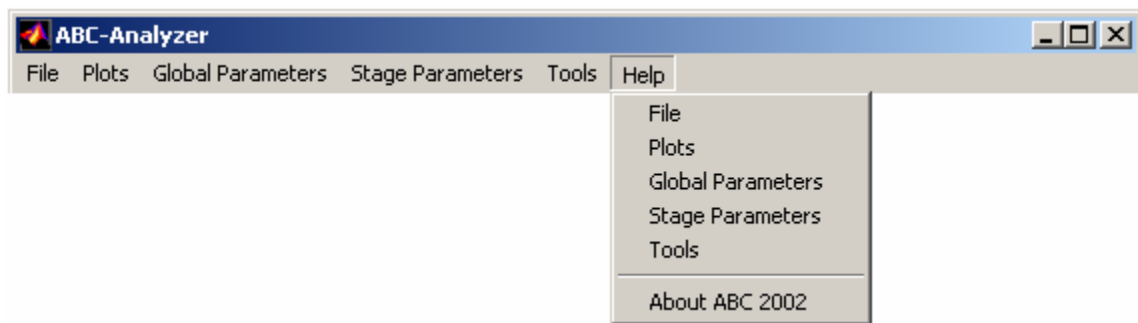 ABC-Analyzer
File Plots Global Parameters Stage Parameters Tools Help
File
Plots
Global Parameters
Stage Parameters
Tools
About ABC 2002